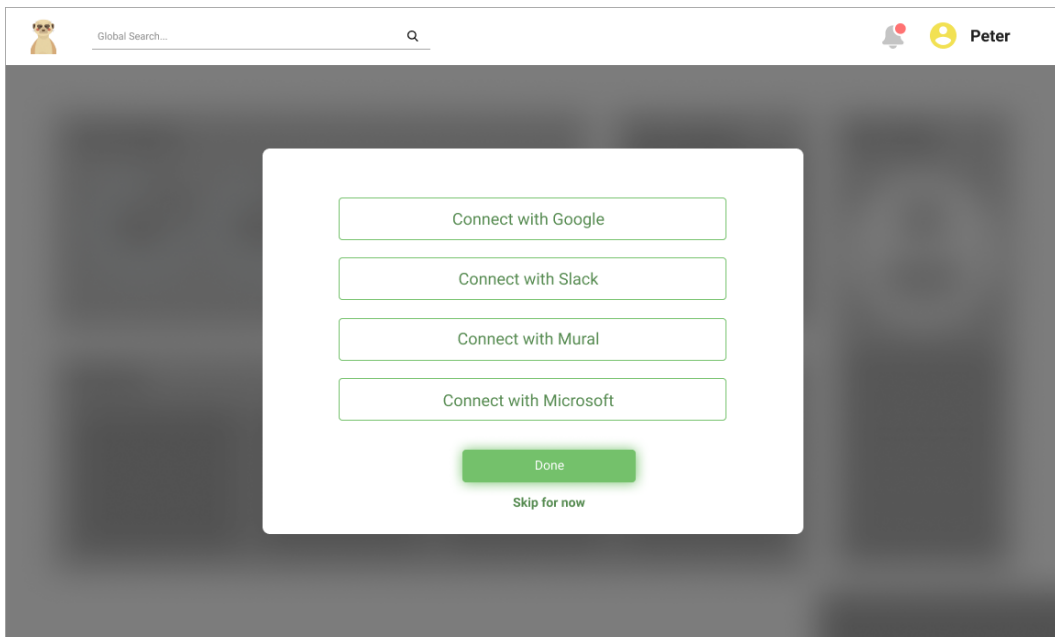 Global Search...
Peter
Connect with Google
Connect with Slack
Connect with Mural
Connect with Microsoft
Done
Skip for now